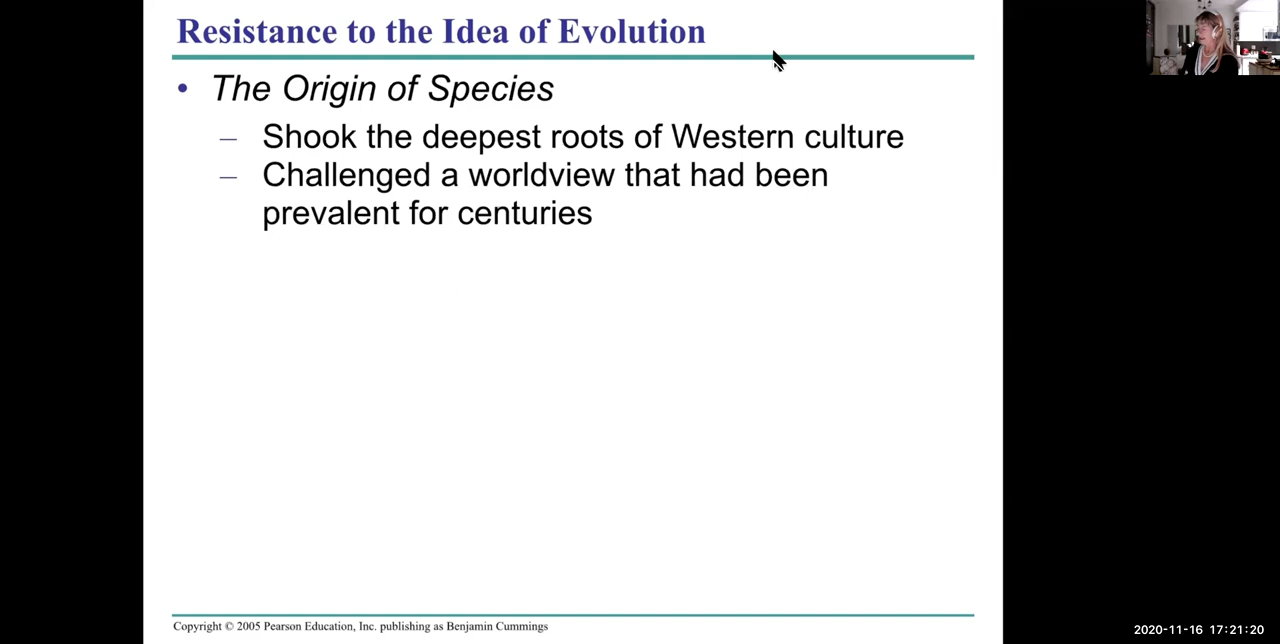 Resistance to the Idea of Evolution
• The Origin of Species
– Shook the deepest roots of Western culture
– Challenged a worldview that had been
prevalent for centuries
Copyright © 2005 Pearson Education, Inc. publishing as Benjamin Cummings
2020-11-16 17:21:20